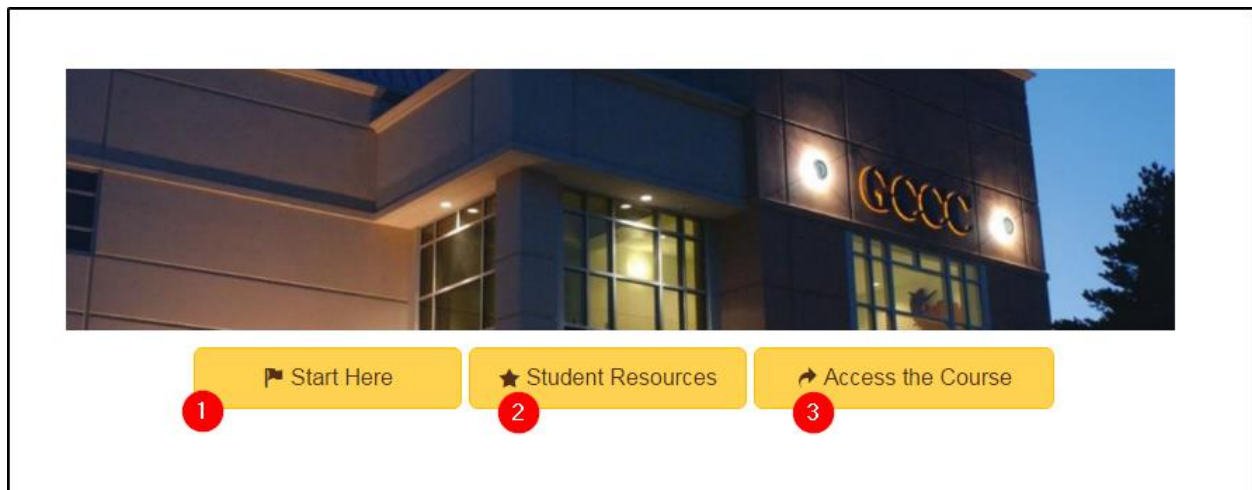 GCCC
Start Here
Student Resources
Access the Course
1
2
3